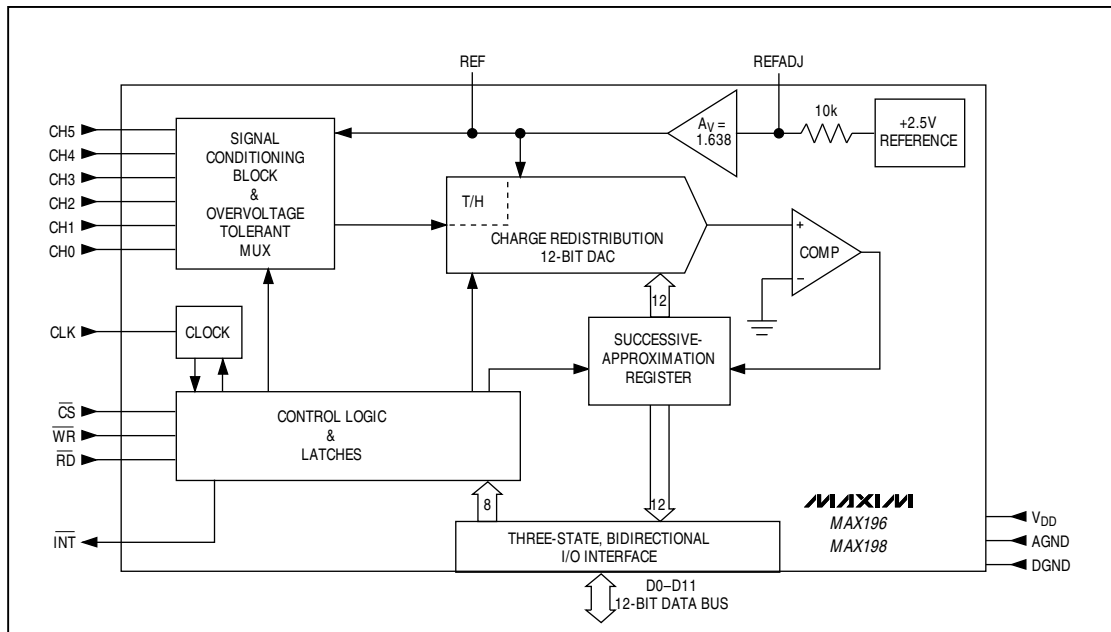 REF
REFADJ
CH5
CH4
CH3
CH2
CH1
CH0
SIGNAL
CONDITIONING
BLOCK
&
OVERVOLTAGE
TOLERANT
MUX
AV =
1.638
10k
+2.5V
REFERENCE
T/H
CHARGE REDISTRIBUTION
12-BIT DAC
+
COMP
−
12
CLK
CLOCK
SUCCESSIVE-
APPROXIMATION
REGISTER
CS
WR
RD
CONTROL LOGIC
&
LATCHES
8
12
INT
THREE-STATE, BIDIRECTIONAL
I/O INTERFACE
MAXIM
MAX196
MAX198
VDD
AGND
DGND
D0–D11
12-BIT DATA BUS